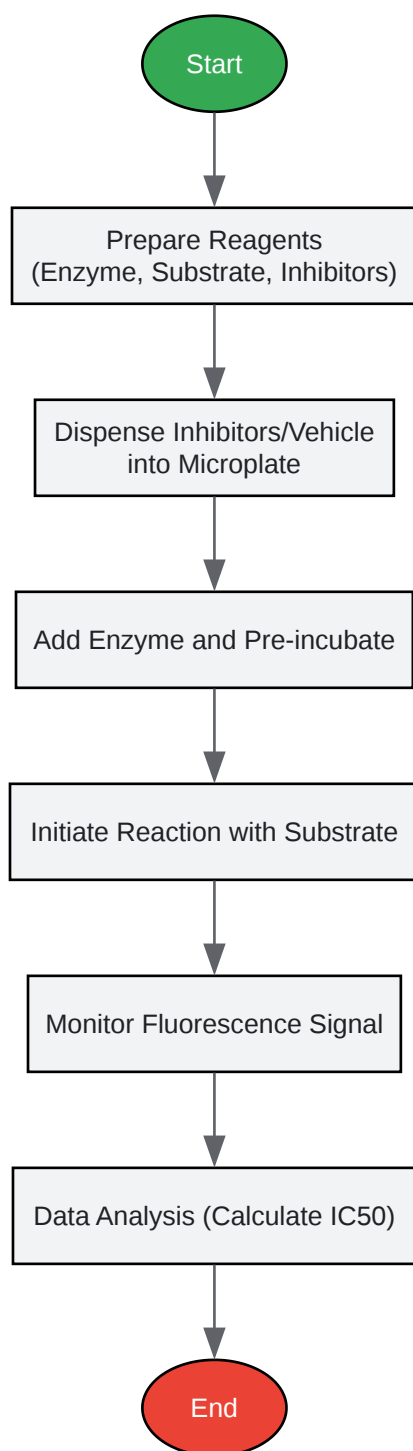 Start
Prepare Reagents
(Enzyme, Substrate, Inhibitors)
Dispense Inhibitors/Vehicle
into Microplate
Add Enzyme and Pre-incubate
Initiate Reaction with Substrate
Monitor Fluorescence Signal
Data Analysis (Calculate IC50)
End